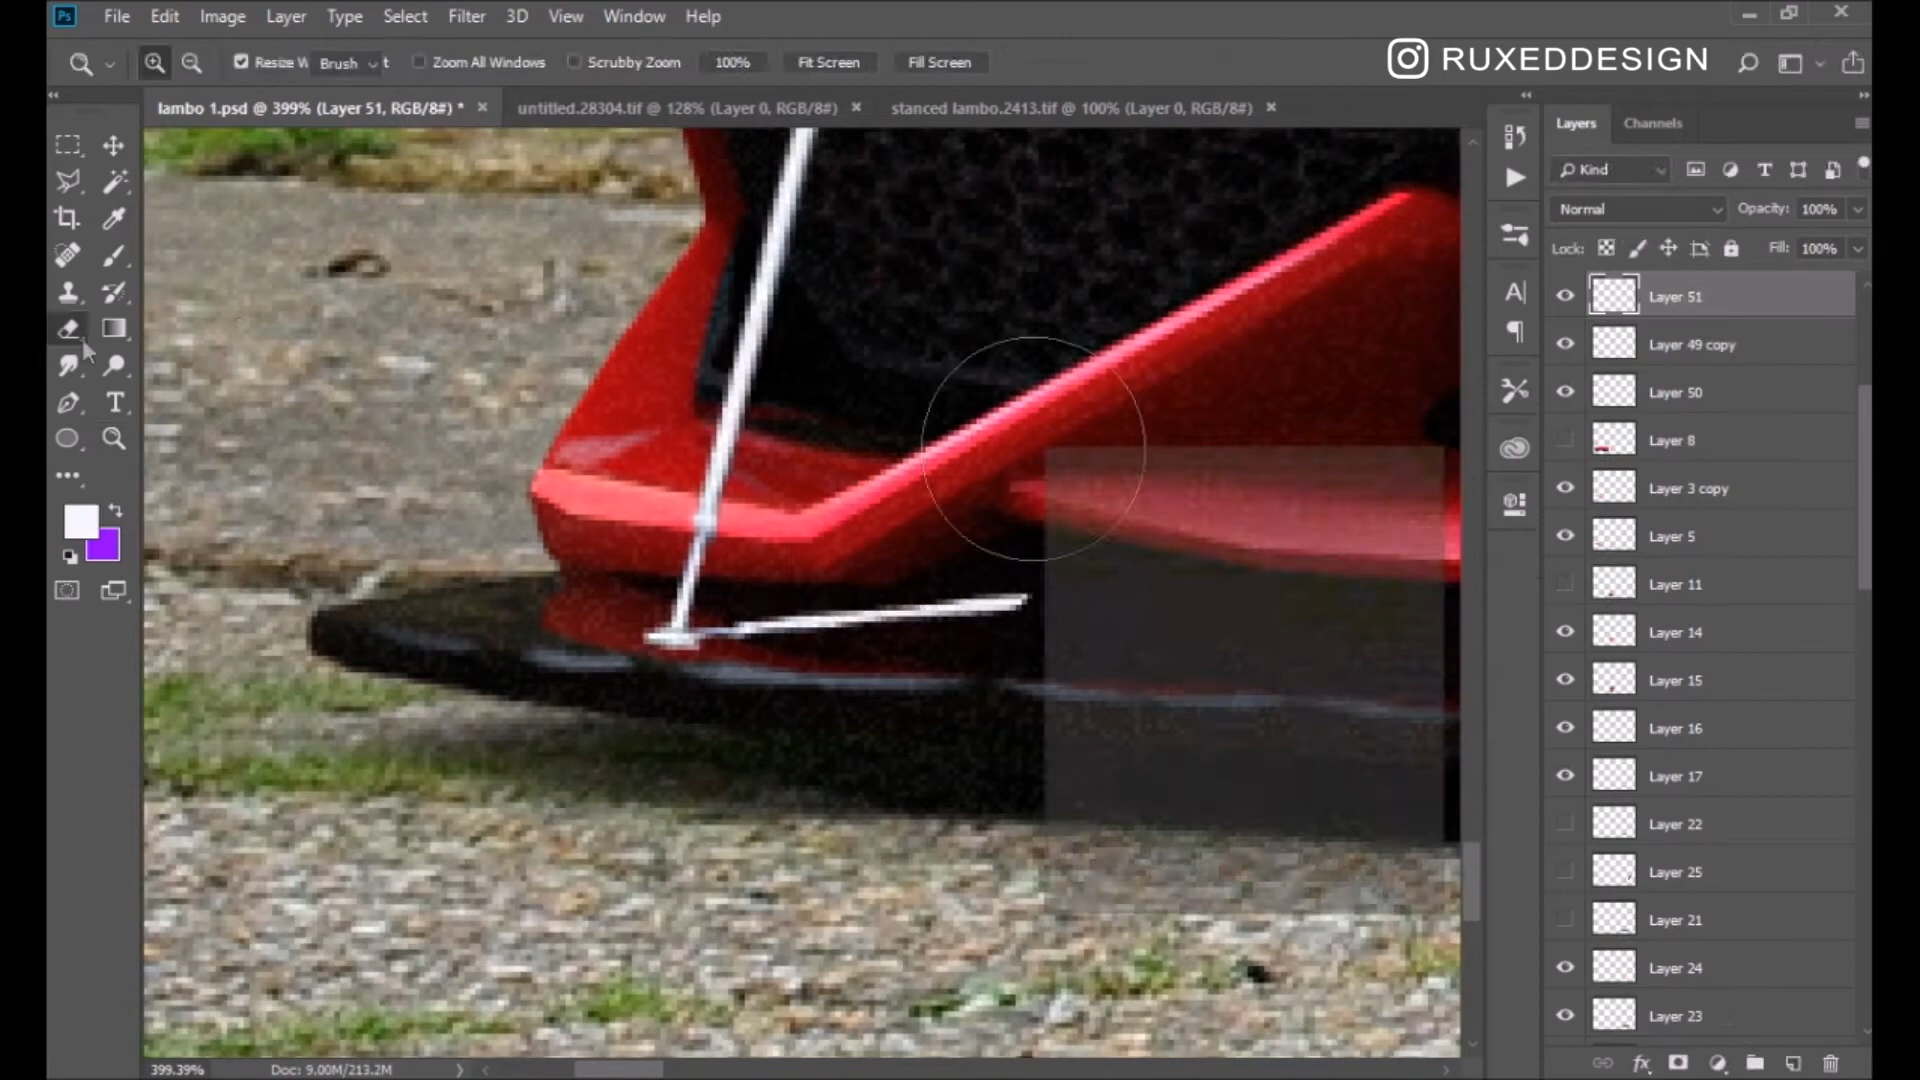 Ps File Edit Image Layer Type Select Filter 3D View Window Help
Resize W Brush t Zoom All Windows Scrubby Zoom 100% Fit Screen Fill Screen
RUXEDDESIGN
lambo 1.psd @ 399% (Layer 51, RGB/8#) * untitled.28304.tif @ 128% (Layer 0, RGB/8#) stanced lambo.2413.tif @ 100% (Layer 0, RGB/8#)
Layers Channels
Kind
Normal Opacity: 100%
Lock: Fill: 100%
Layer 51
Layer 49 copy
Layer 50
Layer 8
Layer 3 copy
Layer 5
Layer 11
Layer 14
Layer 15
Layer 16
Layer 17
Layer 22
Layer 25
Layer 21
Layer 24
Layer 23
399.39% Doc: 9.00M/213.2M